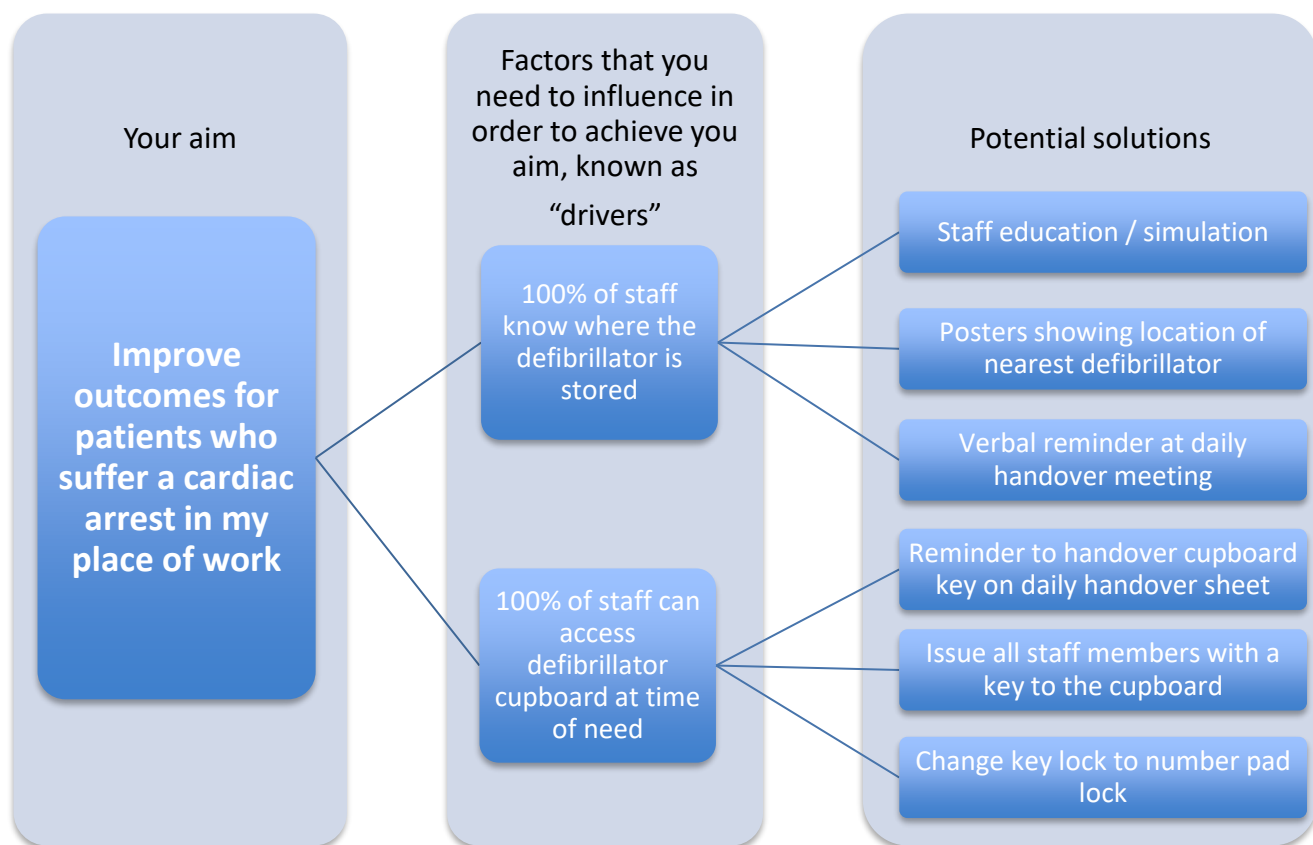 Your aim
Improve
outcomes for
patients who
suffer a cardiac
arrest in my
place of work
Factors that you
need to influence in
order to achieve you
aim, known as
“drivers”
100% of staff
know where the
defibrillator is
stored
100% of staff can
access
defibrillator
cupboard at time
of need
Potential solutions
Staff education / simulation
Posters showing location of
nearest defibrillator
Verbal reminder at daily
handover meeting
Reminder to handover cupboard
key on daily handover sheet
Issue all staff members with a
key to the cupboard
Change key lock to number pad
lock